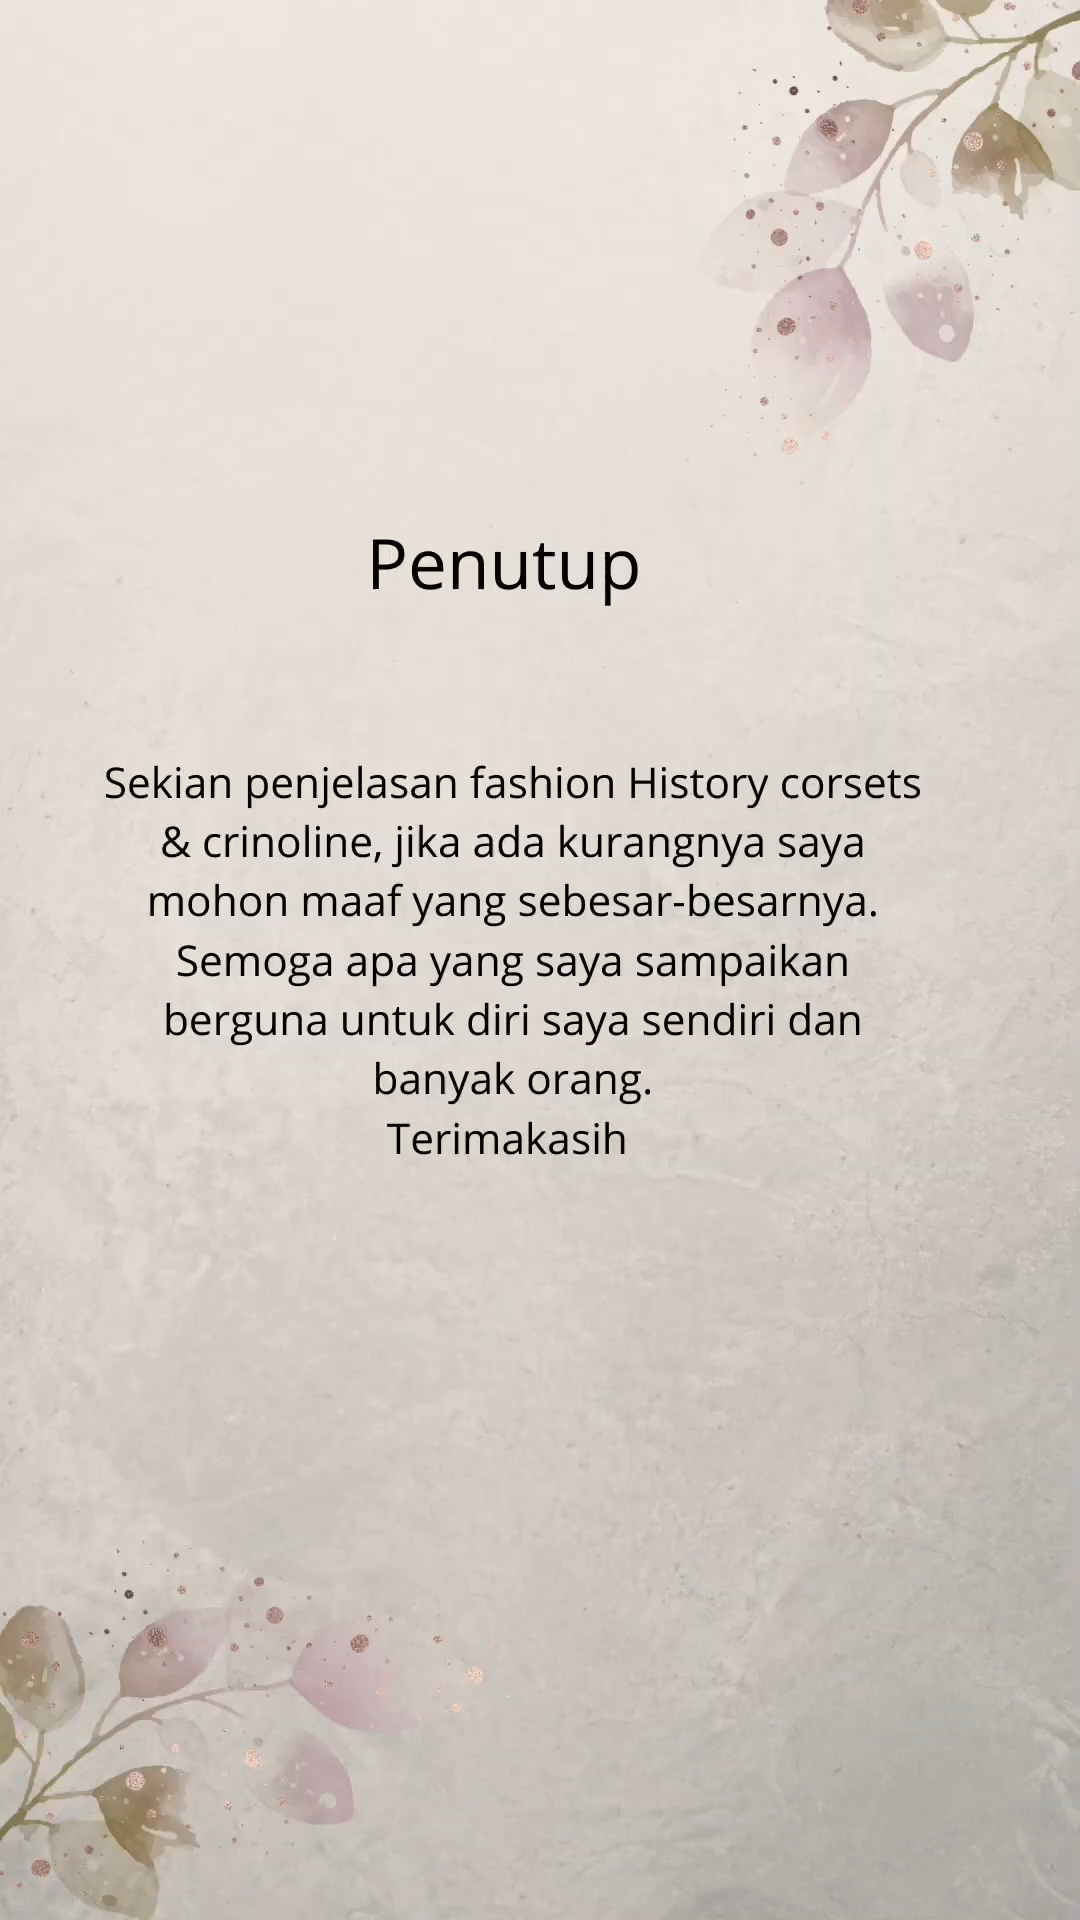 Penutup
Sekian penjelasan fashion History corsets
& crinoline, jika ada kurangnya saya
mohon maaf yang sebesar-besarnya.
Semoga apa yang saya sampaikan
berguna untuk diri saya sendiri dan
banyak orang.
Terimakasih